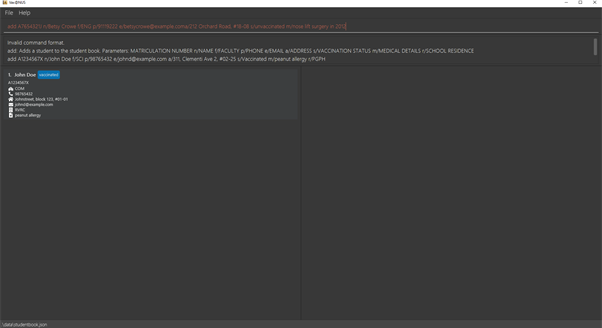 File Help
add A7654321J n/Betsy Crowe f/ENG p/91119222 e/betsycrowe@example.com a/212 Orchard Road, #18-08 s/unvaccinated m/nose lift surgery in 2012
Invalid command format.
add: Adds a student to the student book. Parameters: MATRICULATION NUMBER n/NAME f/FACULTY p/PHONE e/EMAIL a/ADDRESS s/VACCINATION STATUS m/MEDICAL DETAILS r/SCHOOL RESIDENCE
add A1234567X n/John Doe f/SCI p/98765432 e/johnd@example.com a/311, Clementi Ave 2, #02-25 s/Vaccinated m/peanut allergy r/PGPH
1. John Doe vaccinated
A1234567X
COM
98765432
Johnstreet, block 123, #01-01
johnd@example.com
RVRC
peanut allergy
\data\studentbook.json